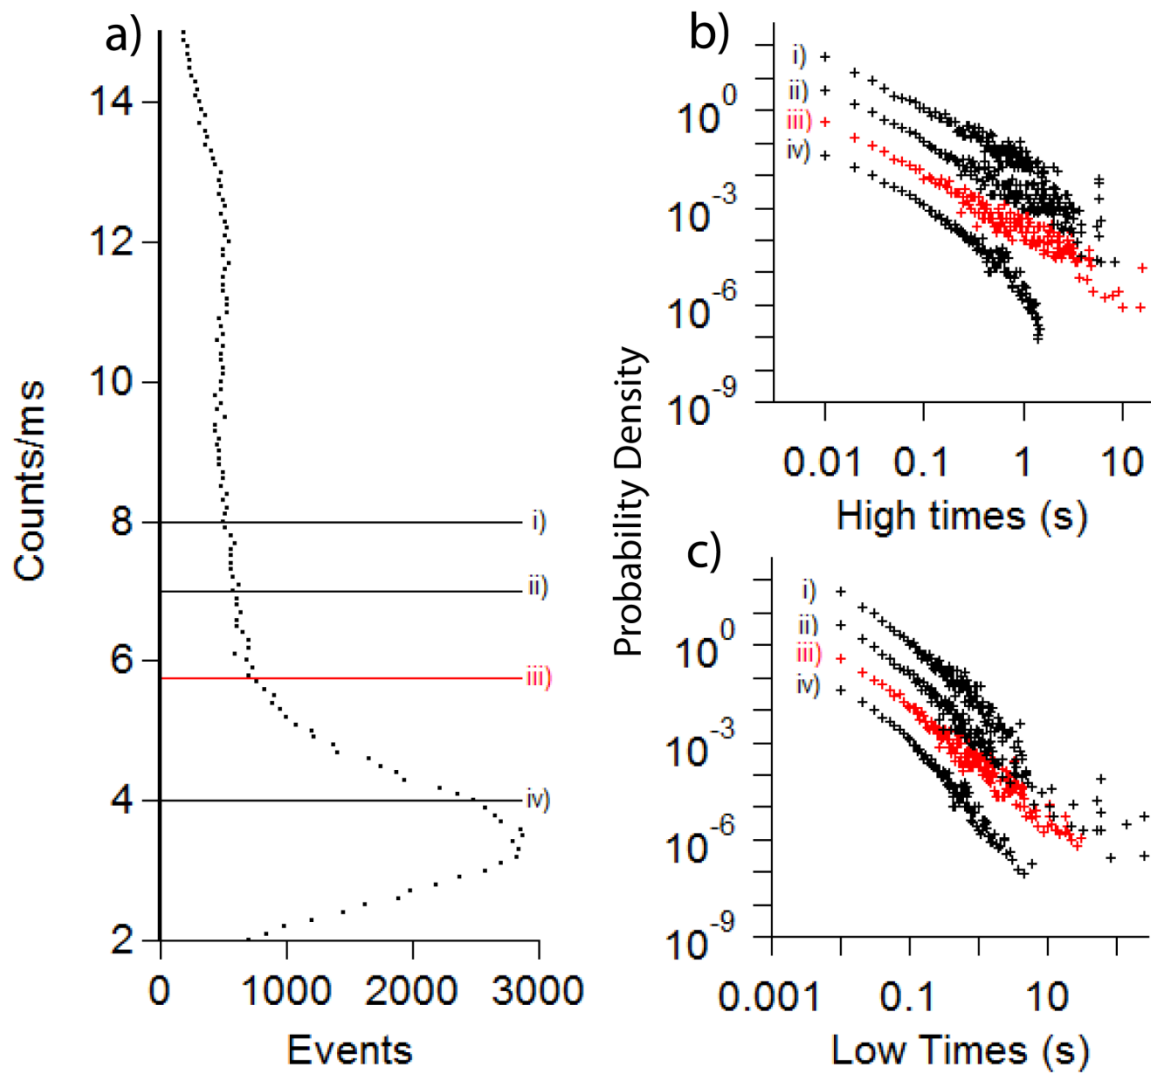 a)
14
12
10
8
6
4
2
Counts/ms
i)
ii)
iii)
iv)
0 1000 2000 3000
Events
Probability Density
b)
i)
ii)
iii)
iv)
10^0
10^-3
10^-6
10^-9
0.01 0.1 1 10
High times (s)
c)
i)
ii)
iii)
iv)
10^0
10^-3
10^-6
10^-9
0.001 0.1 10
Low Times (s)